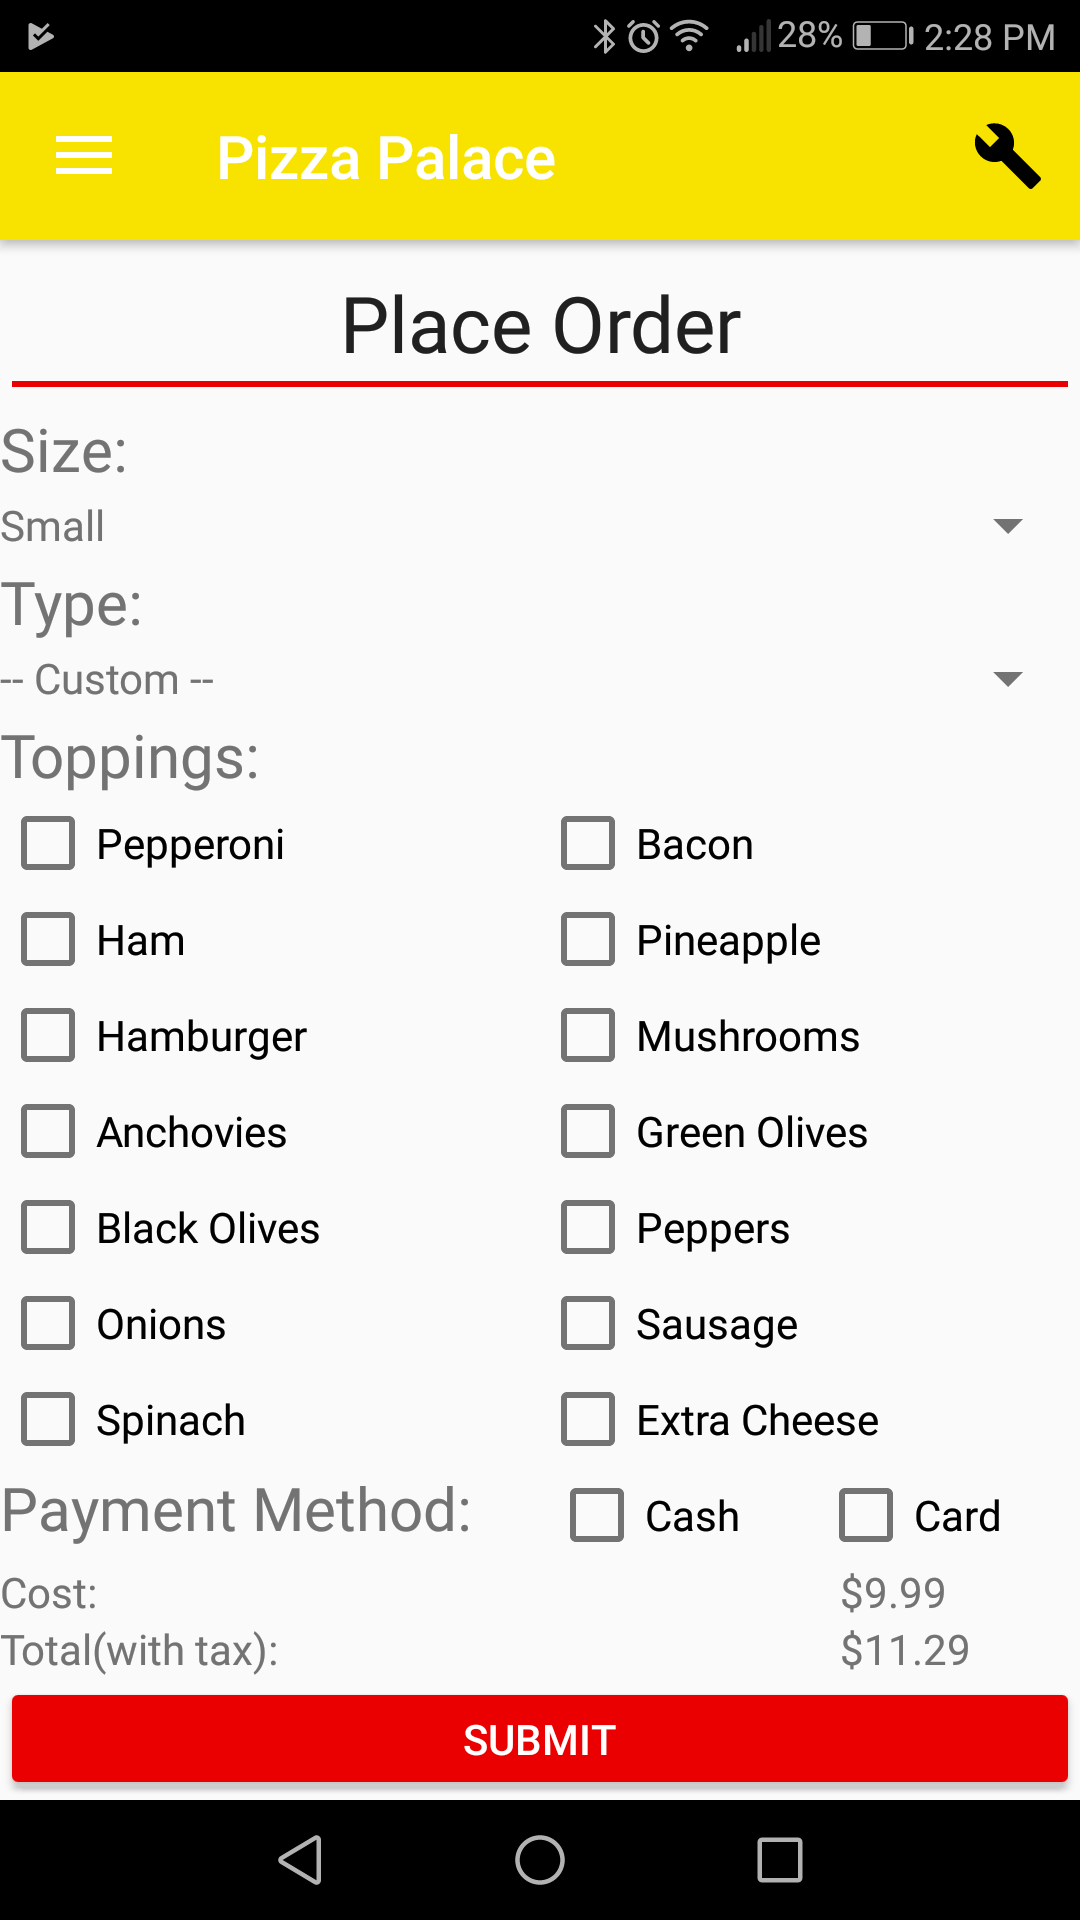 28% 2:28 PM
Pizza Palace
Place Order
Size:
Small
Type:
-- Custom --
Toppings:
Pepperoni Bacon
Ham Pineapple
Hamburger Mushrooms
Anchovies Green Olives
Black Olives Peppers
Onions Sausage
Spinach Extra Cheese
Payment Method: Cash Card
Cost: $9.99
Total(with tax): $11.29
SUBMIT